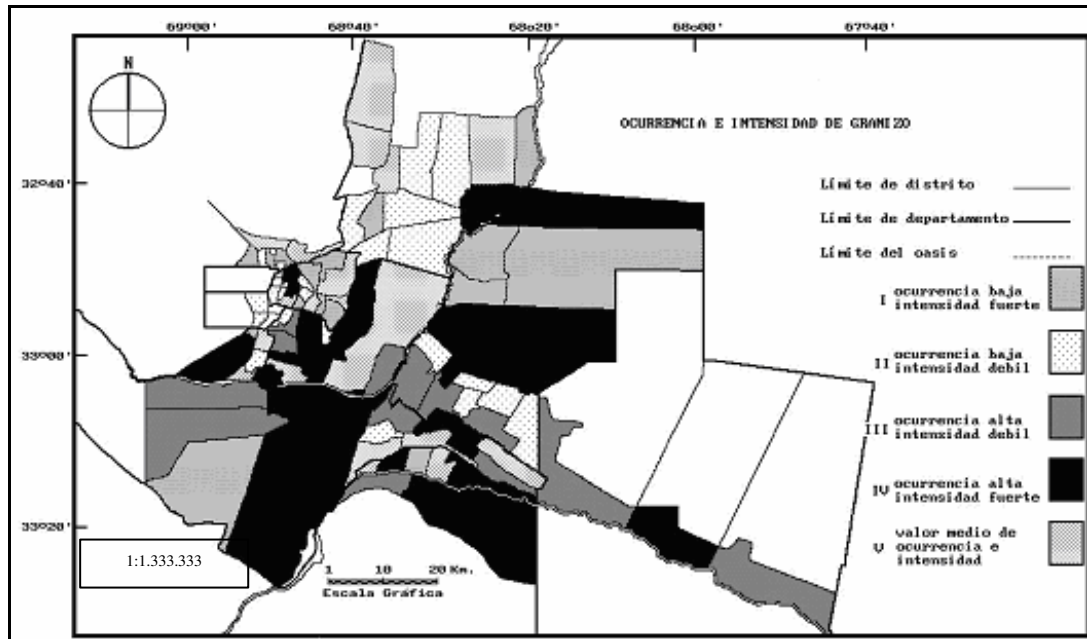 69º00' 68º40' 68º20' 68º00' 67º40'
N
OCURRENCIA E INTENSIDAD DE GRANIZO
32º40'
Límite de distrito
Límite de departamento
Límite del oasis
I ocurrencia baja
intensidad fuerte
33º00'
II ocurrencia baja
intensidad debil
III ocurrencia alta
intensidad debil
IV ocurrencia alta
intensidad fuerte
33º20'
V valor medio de
ocurrencia e
intensidad
1:1.333.333
1 10 20 Km.
Escala Gráfica